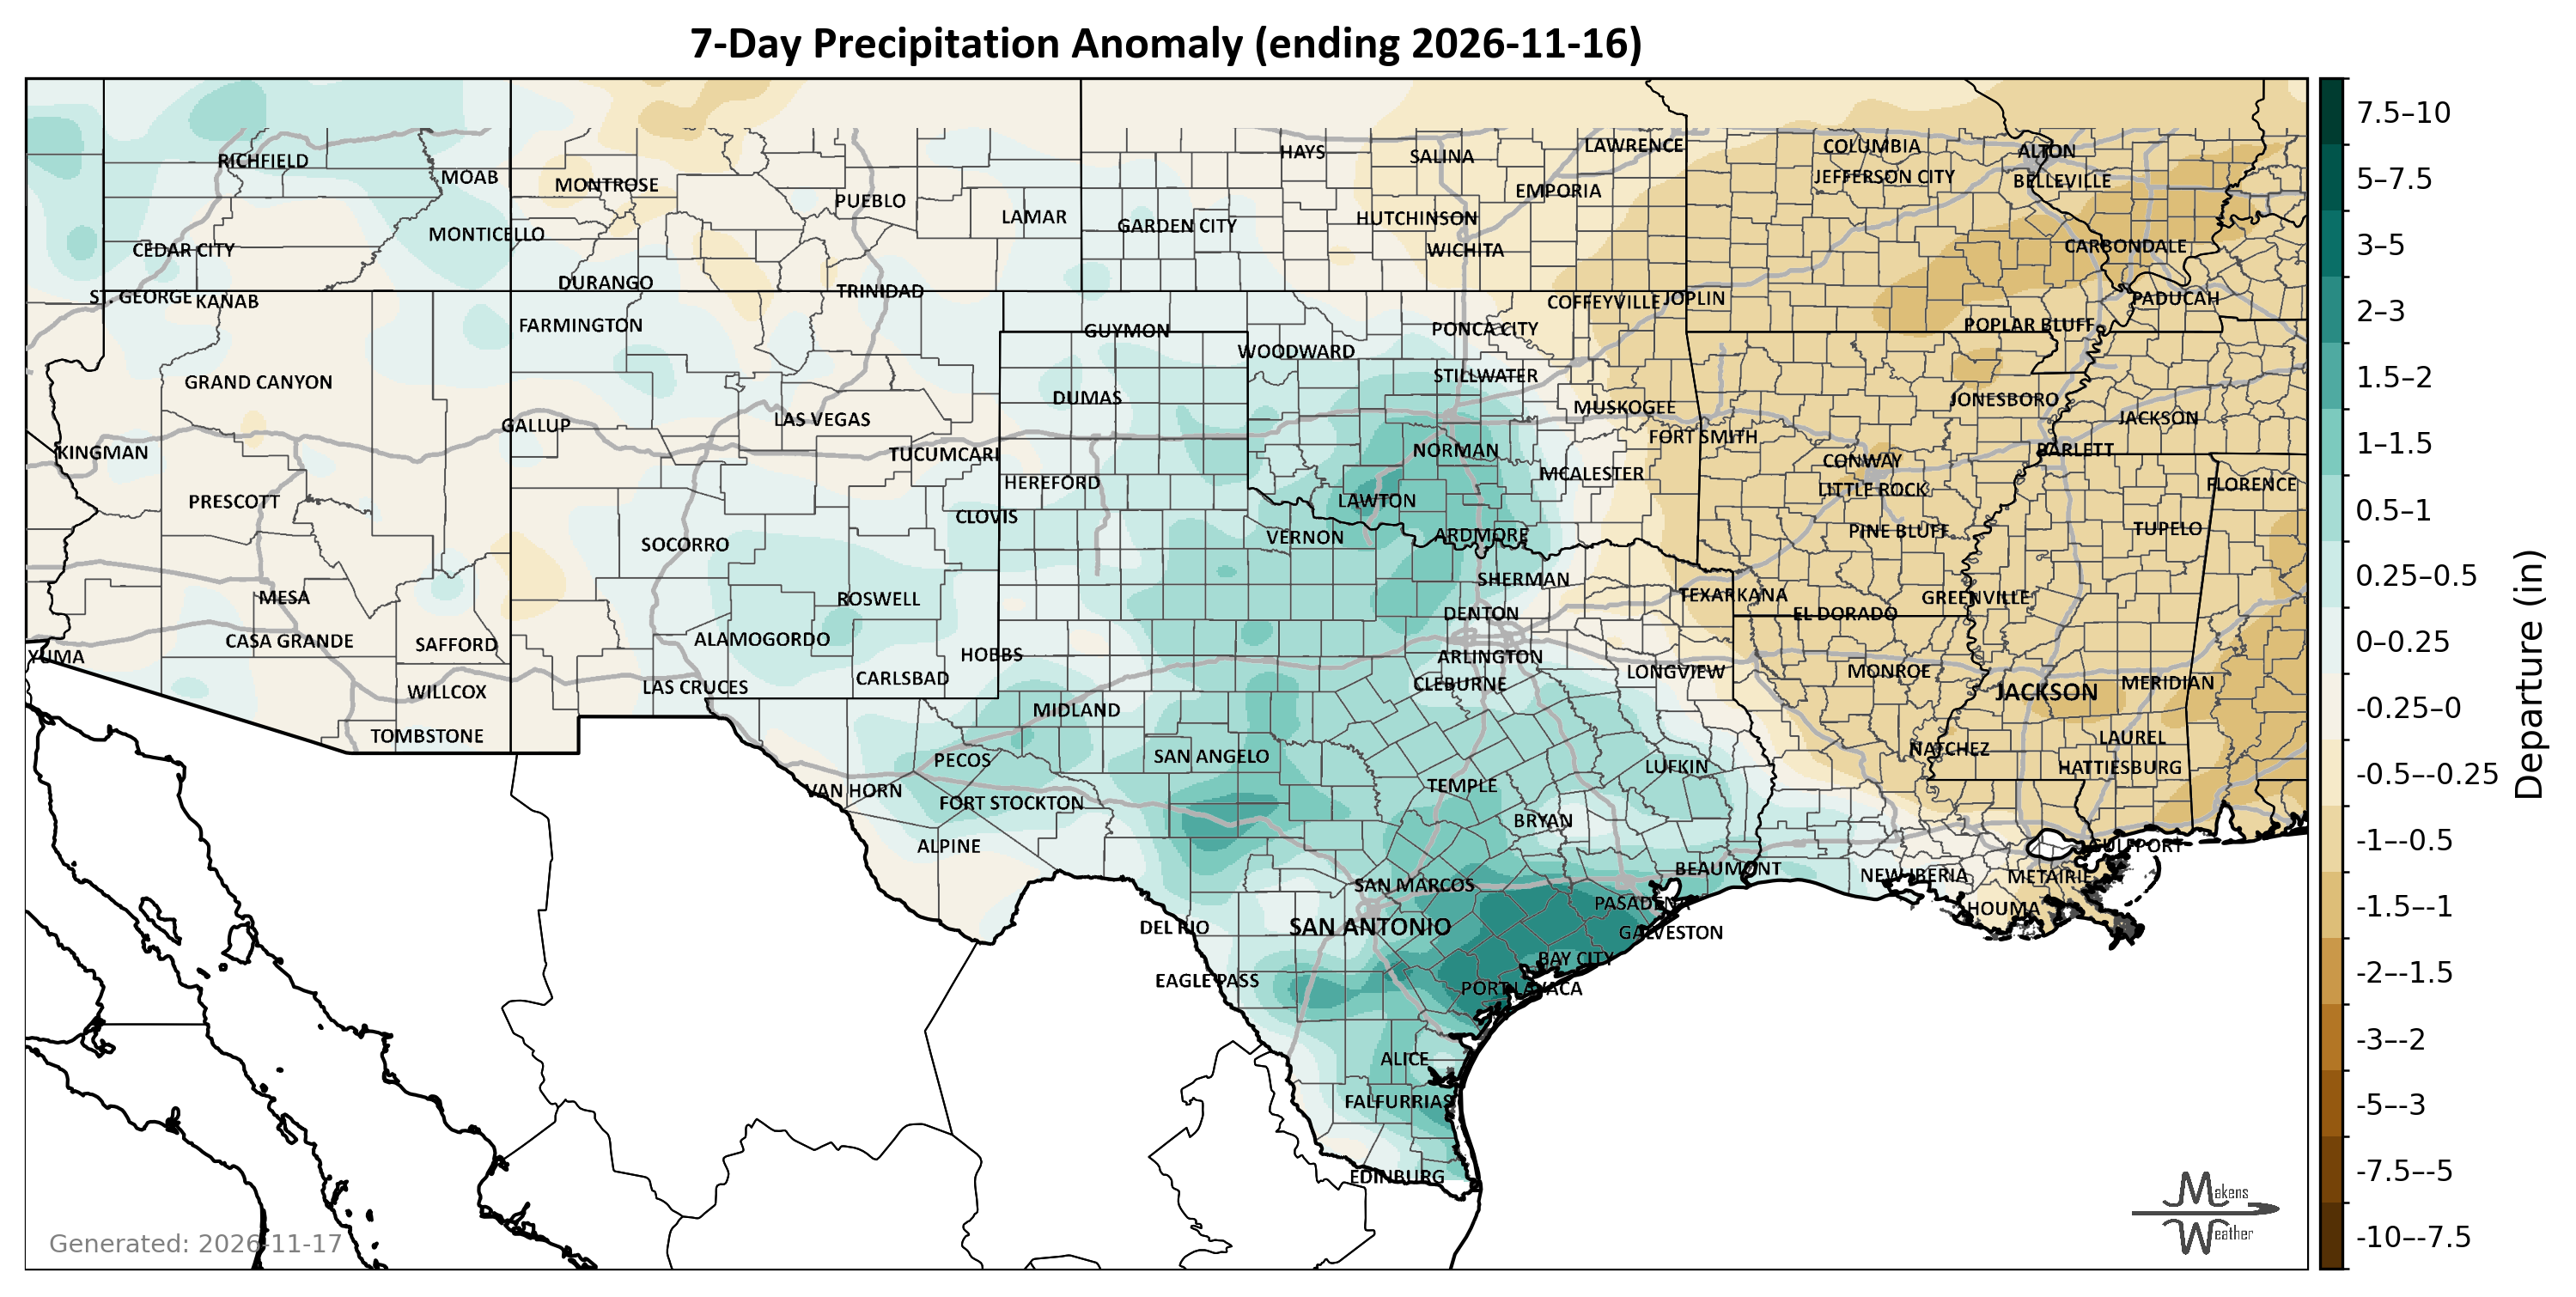 7-Day Precipitation Anomaly (ending 2026-11-16)
RICHFIELD
MOAB
MONTROSE
PUEBLO
LAMAR
HAYS
SALINA
LAWRENCE
COLUMBIA
ALTON
JEFFERSON CITY
BELLEVILLE
EMPORIA
GARDEN CITY
HUTCHINSON
WICHITA
CEDAR CITY
MONTICELLO
CARBONDALE
DURANGO
TRINIDAD
ST. GEORGE
KANAB
COFFEYVILLE
JOPLIN
PADUCAH
FARMINGTON
GUYMON
PONCA CITY
POPLAR BLUFF
WOODWARD
GRAND CANYON
DUMAS
STILLWATER
MUSKOGEE
JONESBORO
JACKSON
GALLUP
LAS VEGAS
FORT SMITH
KINGMAN
TUCUMCARI
NORMAN
CONWAY
BARLETT
PRESCOTT
HEREFORD
MCALESTER
LITTLE ROCK
FLORENCE
CLOVIS
LAWTON
VERNON
ARDMORE
PINE BLUFF
TUPELO
SOCORRO
SHERMAN
MESA
ROSWELL
TEXARKANA
GREENVILLE
DENTON
EL DORADO
CASA GRANDE
SAFFORD
ALAMOGORDO
YUMA
HOBBS
ARLINGTON
LONGVIEW
MONROE
WILLCOX
LAS CRUCES
CARLSBAD
CLEBURNE
JACKSON
MERIDIAN
TOMBSTONE
MIDLAND
PECOS
SAN ANGELO
LUFKIN
NATCHEZ
LAUREL
HATTIESBURG
VAN HORN
FORT STOCKTON
TEMPLE
BRYAN
ALPINE
GULFPORT
SAN MARCOS
BEAUMONT
NEW IBERIA
METAIRIE
PASADENA
HOUMA
DEL RIO
SAN ANTONIO
GALVESTON
BAY CITY
EAGLE PASS
PORT LAVACA
ALICE
FALFURRIAS
EDINBURG
Generated: 2026-11-17
Makens
Weather
7.5–10
5–7.5
3–5
2–3
1.5–2
1–1.5
0.5–1
0.25–0.5
0–0.25
-0.25–0
-0.5–-0.25
-1–-0.5
-1.5–-1
-2–-1.5
-3–-2
-5–-3
-7.5–-5
-10–-7.5
Departure (in)